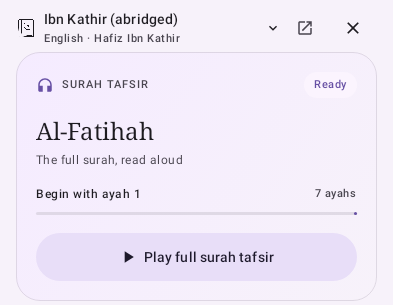 Ibn Kathir (abridged)
English · Hafiz Ibn Kathir
SURAH TAFSIR
Ready
Al-Fatihah
The full surah, read aloud
Begin with ayah 1
7 ayahs
Play full surah tafsir